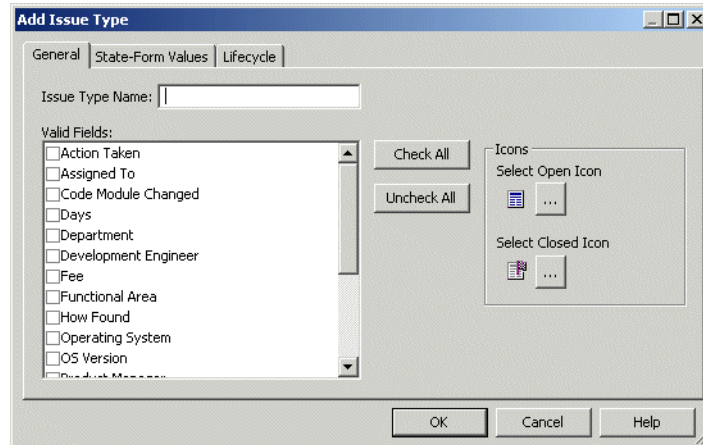 Add Issue Type
General State-Form Values Lifecycle
Issue Type Name:
Valid Fields:
Action Taken
Assigned To
Code Module Changed
Days
Department
Development Engineer
Fee
Functional Area
How Found
Operating System
OS Version
Product Manager
Check All
Uncheck All
Icons
Select Open Icon
...
Select Closed Icon
...
OK Cancel Help